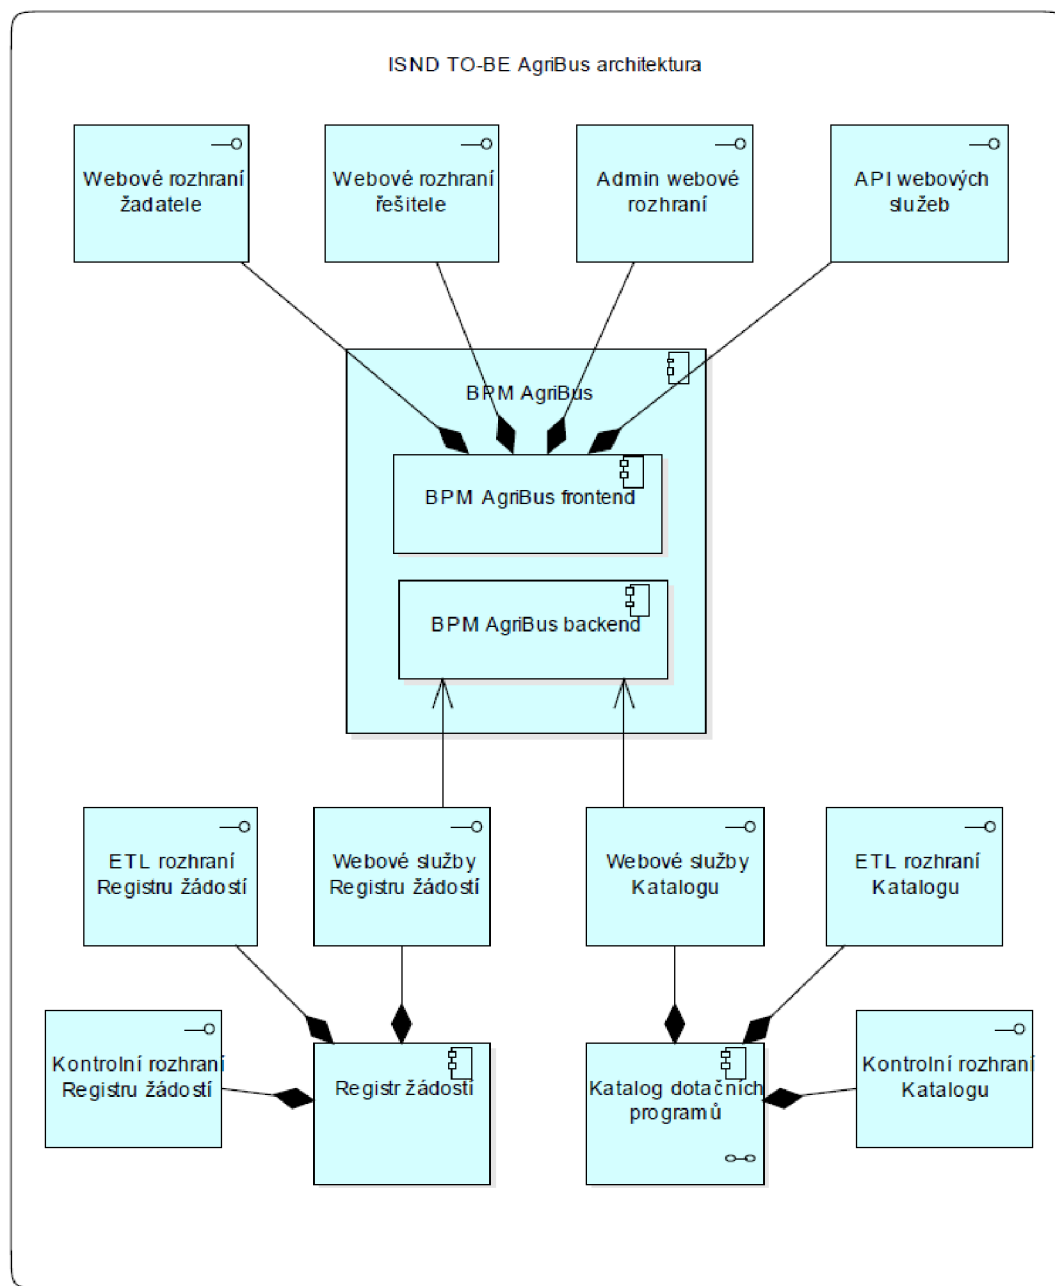 ISND TO-BE AgriBus architektura
Webové rozhraní
žadatele
Webové rozhraní
řešitele
Admin webové
rozhraní
API webových
služeb
BPM AgriBus
BPM AgriBus frontend
BPM AgriBus backend
ETL rozhraní
Registru žádostí
Webové služby
Registru žádostí
Webové služby
Katalogu
ETL rozhraní
Katalogu
Kontrolní rozhraní
Registru žádostí
Registr žádostí
Katalog dotačních
programů
Kontrolní rozhraní
Katalogu